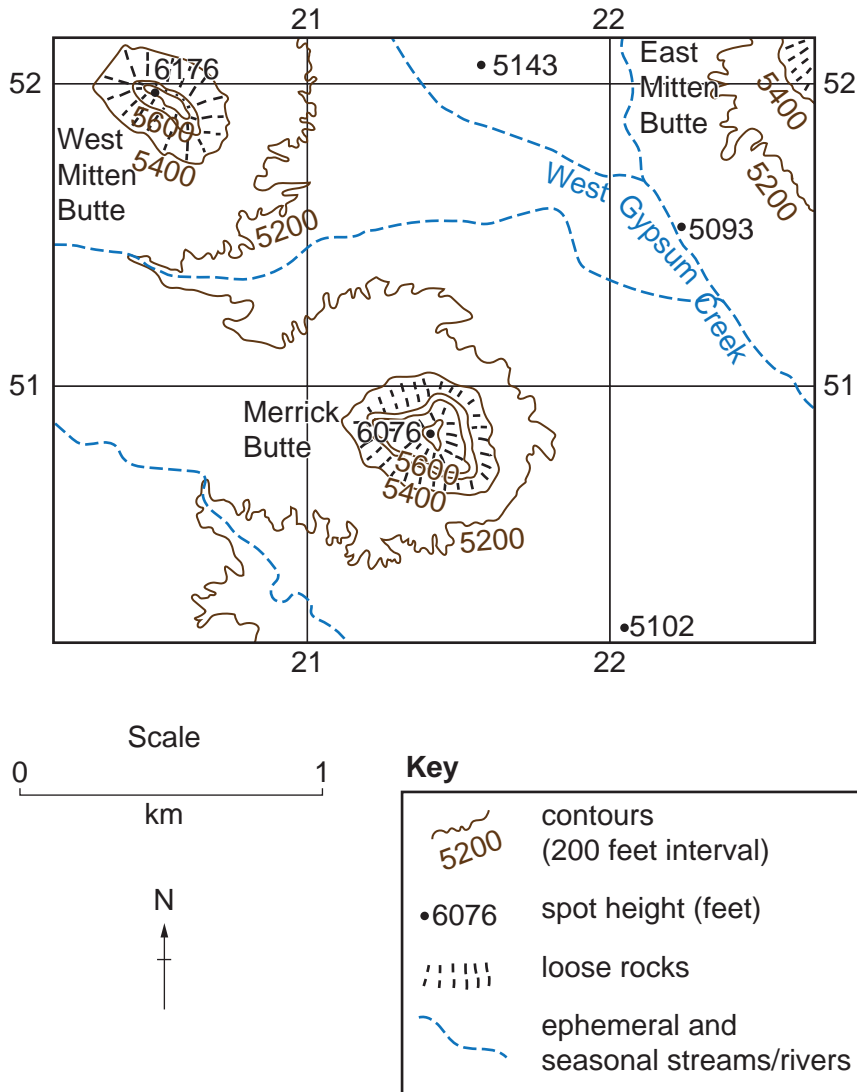 21 22
52 52
6176
5143
East
Mitten
Butte
5400
5600
5400
West
Mitten
Butte
5200
5200
West Gypsum Creek
5093
51 51
Merrick
Butte
6076
5600
5400
5200
5102
21 22
Scale
0 1
km
N
Key
5200
contours
(200 feet interval)
6076
spot height (feet)
loose rocks
ephemeral and
seasonal streams/rivers